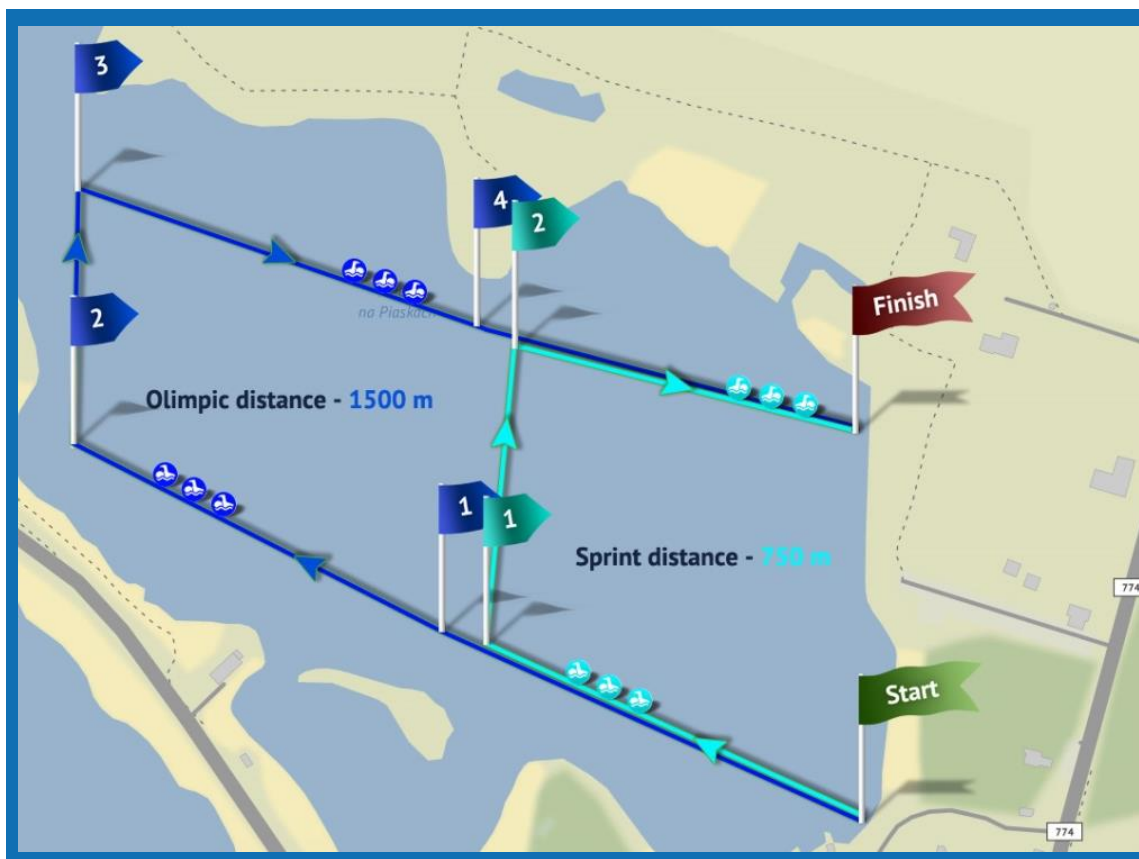 3
4
2
Finish
2
na Piaskach
Olimpic distance - 1500 m
1
1
Sprint distance - 750 m
774
Start
774